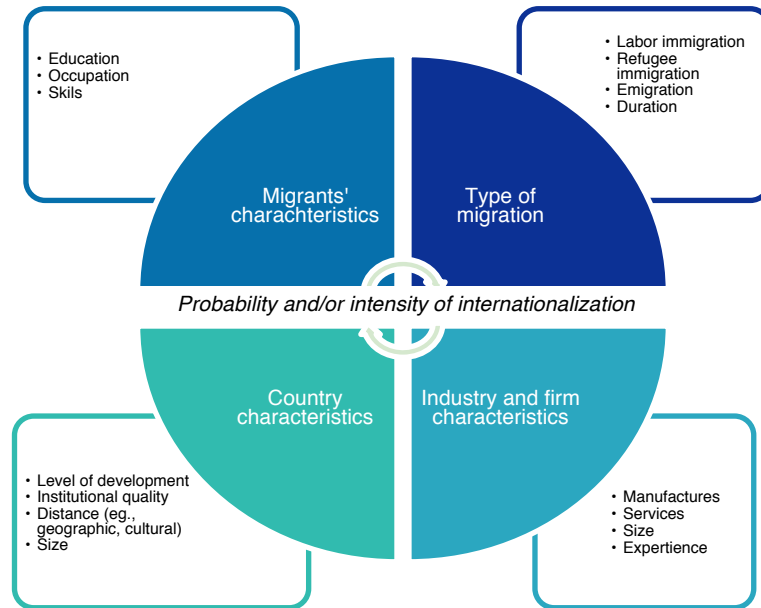 • Education
• Occupation
• Skils
• Labor immigration
• Refugee
immigration
• Emigration
• Duration
Migrants'
charachteristics
Type of
migration
Probability and/or intensity of internationalization
Country
characteristics
Industry and firm
characteristics
• Level of development
• Institutional quality
• Distance (eg.,
geographic, cultural)
• Size
• Manufactures
• Services
• Size
• Expertience